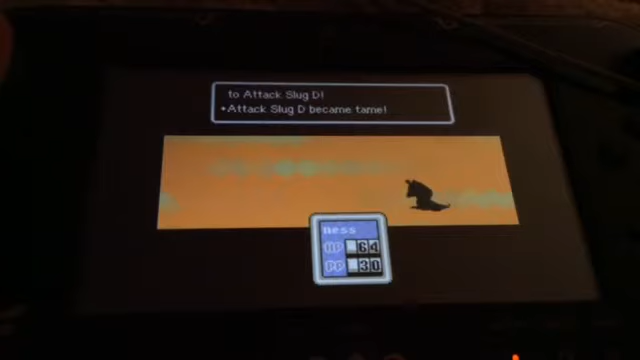 to Attack Slug D!
•Attack Slug D became tame!
Ness
HP 64
PP 30